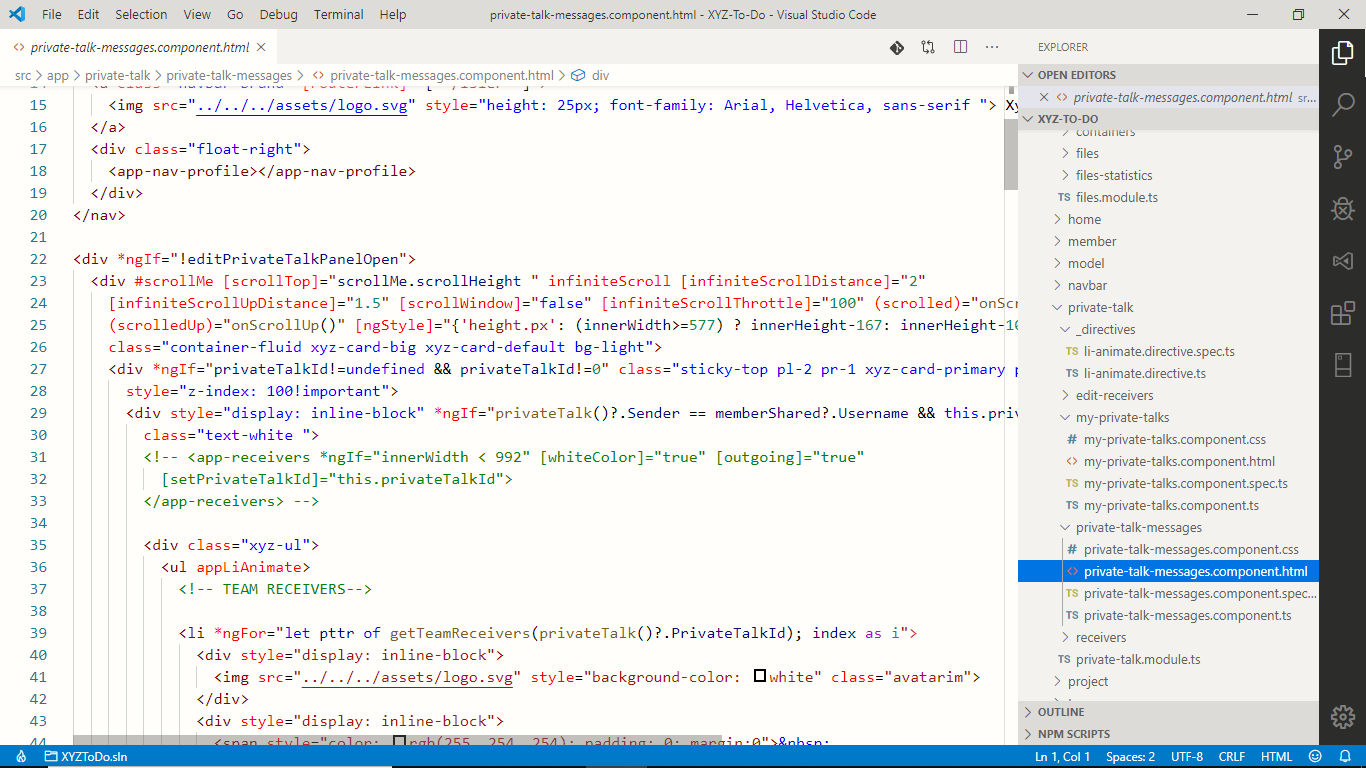 File Edit Selection View Go Debug Terminal Help private-talk-messages.component.html - XYZ-To-Do - Visual Studio Code
private-talk-messages.component.html
src > app > private-talk > private-talk-messages > private-talk-messages.component.html > div
15 <img src="../../../assets/logo.svg" style="height: 25px; font-family: Arial, Helvetica, sans-serif "> Xy
16 </a>
17 <div class="float-right">
18 <app-nav-profile></app-nav-profile>
19 </div>
20 </nav>
21
22 <div *ngIf="!editPrivateTalkPanelOpen">
23 <div #scrollMe [scrollTop]="scrollMe.scrollHeight " infiniteScroll [infiniteScrollDistance]="2"
24 [infiniteScrollUpDistance]="1.5" [scrollWindow]="false" [infiniteScrollThrottle]="100" (scrolled)="onSc
25 (scrolledUp)="onScrollUp()" [ngStyle]="{'height.px': (innerWidth>=577) ? innerHeight-167: innerHeight-10
26 class="container-fluid xyz-card-big xyz-card-default bg-light">
27 <div *ngIf="privateTalkId!=undefined && privateTalkId!=0" class="sticky-top pl-2 pr-1 xyz-card-primary p
28 style="z-index: 100!important">
29 <div style="display: inline-block" *ngIf="privateTalk()?.Sender == memberShared?.Username && this.priv
30 class="text-white ">
31 <!-- <app-receivers *ngIf="innerWidth < 992" [whiteColor]="true" [outgoing]="true"
32 [setPrivateTalkId]="this.privateTalkId">
33 </app-receivers> -->
34
35 <div class="xyz-ul">
36 <ul appLiAnimate>
37 <!-- TEAM RECEIVERS-->
38
39 <li *ngFor="let pttr of getTeamReceivers(privateTalk()?.PrivateTalkId); index as i">
40 <div style="display: inline-block">
41 <img src="../../../assets/logo.svg" style="background-color: white" class="avatarim">
42 </div>
43 <div style="display: inline-block">
44 <span style="color: rgb(255, 254, 254); padding: 0; margin:0">&nbsp;
EXPLORER
OPEN EDITORS
private-talk-messages.component.html sr...
XYZ-TO-DO
containers
files
files-statistics
TS files.module.ts
home
member
model
navbar
private-talk
_directives
TS li-animate.directive.spec.ts
TS li-animate.directive.ts
edit-receivers
my-private-talks
# my-private-talks.component.css
my-private-talks.component.html
TS my-private-talks.component.spec.ts
TS my-private-talks.component.ts
private-talk-messages
# private-talk-messages.component.css
private-talk-messages.component.html
TS private-talk-messages.component.spec...
TS private-talk-messages.component.ts
receivers
TS private-talk.module.ts
project
OUTLINE
NPM SCRIPTS
XYZToDo.sln Ln 1, Col 1 Spaces: 2 UTF-8 CRLF HTML